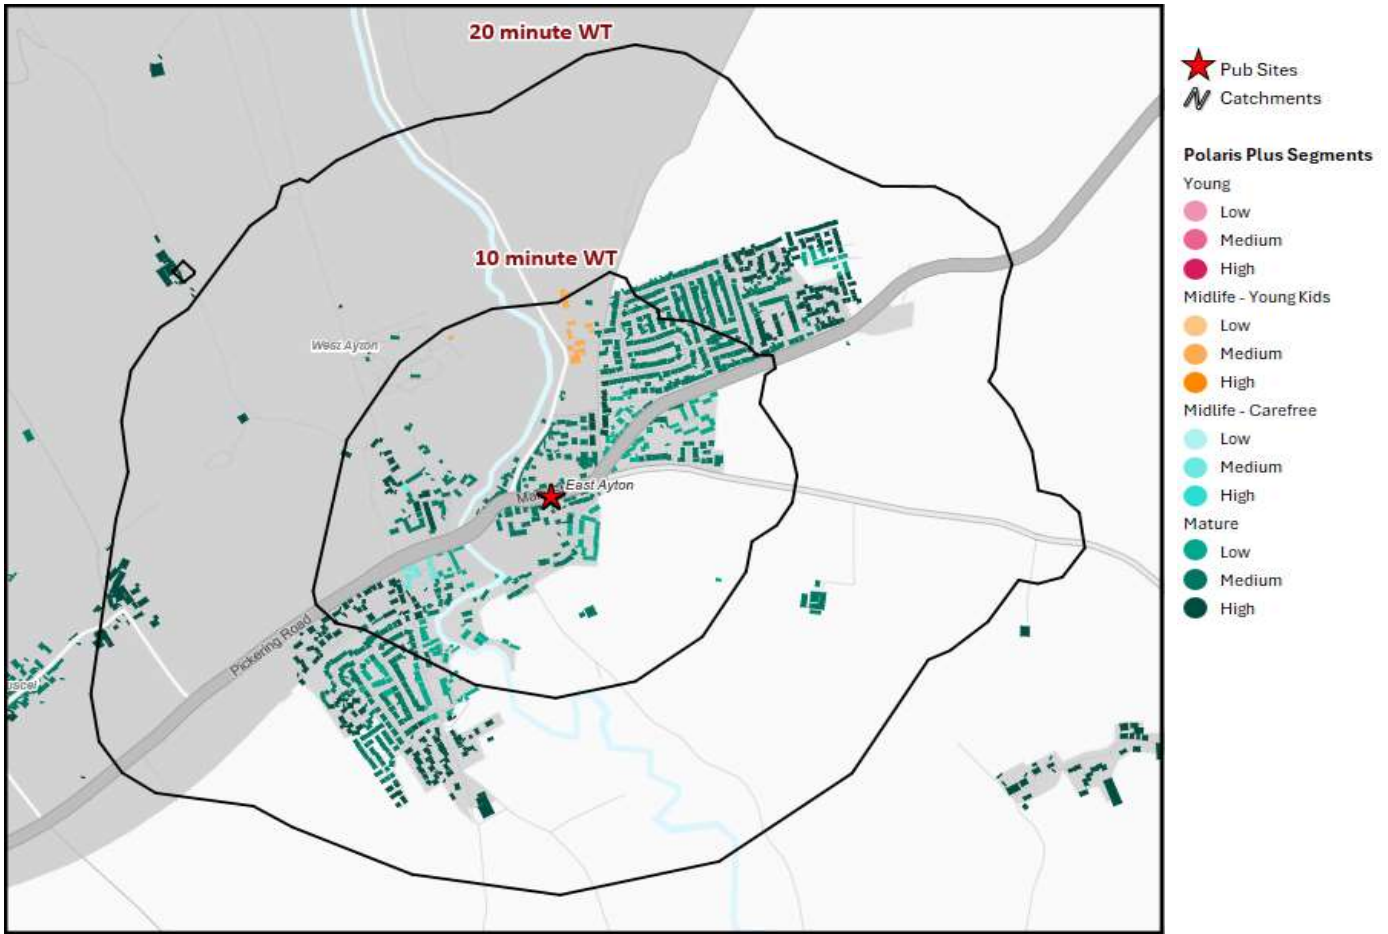 20 minute WT
10 minute WT
West Ayton
East Ayton
Pickering Road
Pub Sites
Catchments
Polaris Plus Segments
Young
Low
Medium
High
Midlife - Young Kids
Low
Medium
High
Midlife - Carefree
Low
Medium
High
Mature
Low
Medium
High